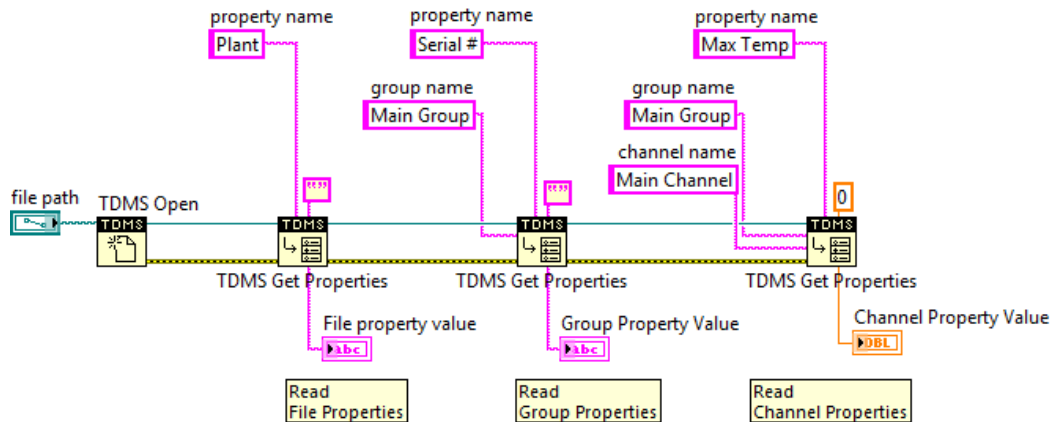 property name
Plant
property name
Serial #
property name
Max Temp
group name
Main Group
group name
Main Group
channel name
Main Channel
file path
TDMS Open
""
""
0
TDMS
TDMS
TDMS
TDMS
TDMS Get Properties
TDMS Get Properties
TDMS Get Properties
File property value
abc
Group Property Value
abc
Channel Property Value
DBL
Read
File Properties
Read
Group Properties
Read
Channel Properties